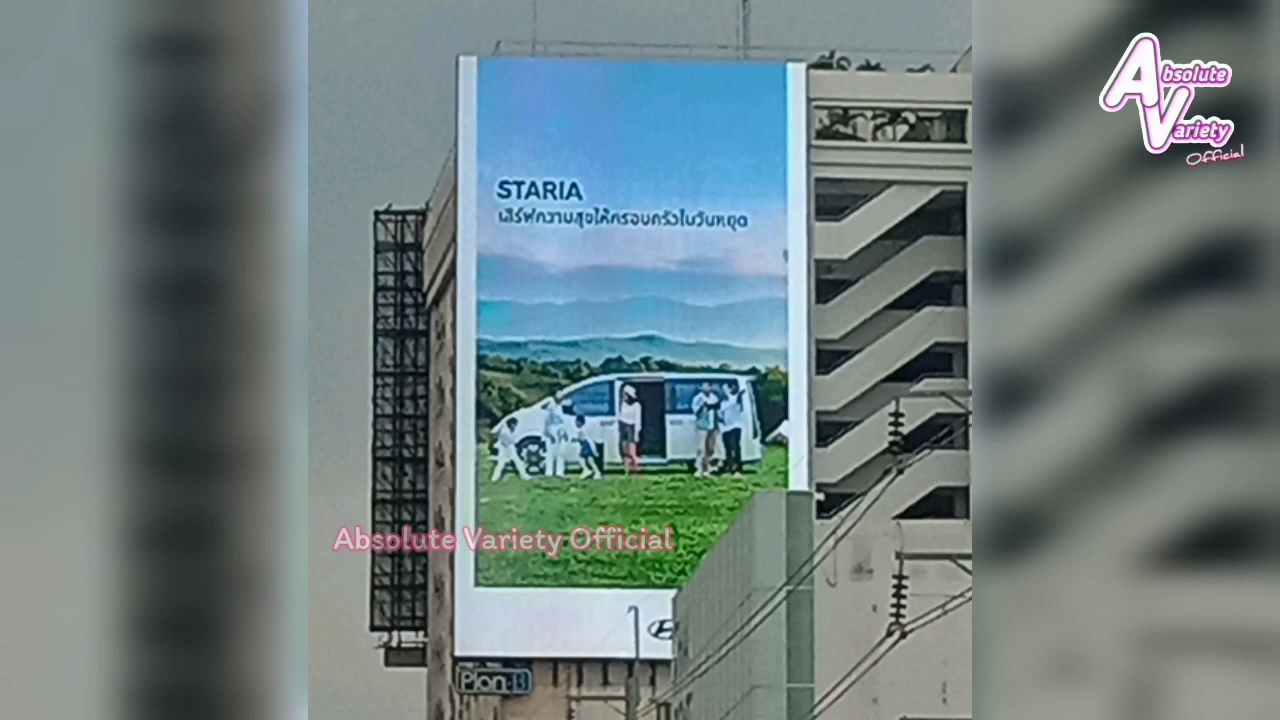 Absolute
Variety
Official
STARIA
เสิร์ฟความสุขให้ครอบครัวในวันหยุด
Absolute Variety Official
Plan B